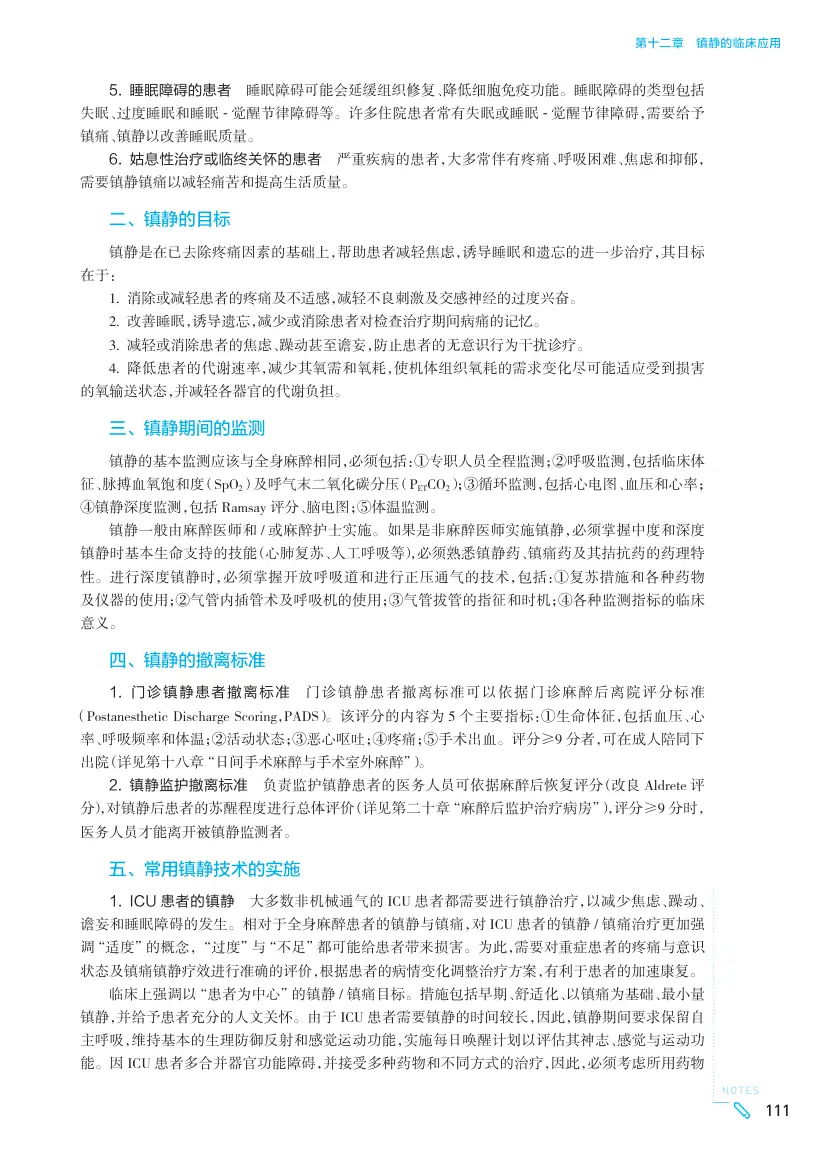 第十二章 镇静的临床应用
5. 睡眠障碍的患者 睡眠障碍可能会延缓组织修复、降低细胞免疫功能。睡眠障碍的类型包括
失眠、过度睡眠和睡眠 - 觉醒节律障碍等。许多住院患者常有失眠或睡眠 - 觉醒节律障碍,需要给予
镇痛、镇静以改善睡眠质量。
6. 姑息性治疗或临终关怀的患者 严重疾病的患者,大多常伴有疼痛、呼吸困难、焦虑和抑郁,
需要镇静镇痛以减轻痛苦和提高生活质量。
二、镇静的目标
镇静是在已去除疼痛因素的基础上,帮助患者减轻焦虑,诱导睡眠和遗忘的进一步治疗,其目标
在于:
1. 消除或减轻患者的疼痛及不适感,减轻不良刺激及交感神经的过度兴奋。
2. 改善睡眠,诱导遗忘,减少或消除患者对检查治疗期间病痛的记忆。
3. 减轻或消除患者的焦虑、躁动甚至谵妄,防止患者的无意识行为干扰诊疗。
4. 降低患者的代谢速率,减少其氧需和氧耗,使机体组织氧耗的需求变化尽可能适应受到损害
的氧输送状态,并减轻各器官的代谢负担。
三、镇静期间的监测
镇静的基本监测应该与全身麻醉相同,必须包括:①专职人员全程监测;②呼吸监测,包括临床体
征、脉搏血氧饱和度(SpO₂)及呼气末二氧化碳分压(PETCO₂);③循环监测,包括心电图、血压和心率;
④镇静深度监测,包括 Ramsay 评分、脑电图;⑤体温监测。
镇静一般由麻醉医师和 / 或麻醉护士实施。如果是非麻醉医师实施镇静,必须掌握中度和深度
镇静时基本生命支持的技能(心肺复苏、人工呼吸等),必须熟悉镇静药、镇痛药及其拮抗药的药理特
性。进行深度镇静时,必须掌握开放呼吸道和进行正压通气的技术,包括:①复苏措施和各种药物
及仪器的使用;②气管内插管术及呼吸机的使用;③气管拔管的指征和时机;④各种监测指标的临床
意义。
四、镇静的撤离标准
1. 门诊镇静患者撤离标准 门诊镇静患者撤离标准可以依据门诊麻醉后离院评分标准
(Postanesthetic Discharge Scoring,PADS)。该评分的内容为 5 个主要指标:①生命体征,包括血压、心
率、呼吸频率和体温;②活动状态;③恶心呕吐;④疼痛;⑤手术出血。评分≥9 分者,可在成人陪同下
出院(详见第十八章“日间手术麻醉与手术室外麻醉”)。
2. 镇静监护撤离标准 负责监护镇静患者的医务人员可依据麻醉后恢复评分(改良 Aldrete 评
分),对镇静后患者的苏醒程度进行总体评价(详见第二十章“麻醉后监护治疗病房”),评分≥9 分时,
医务人员才能离开被镇静监测者。
五、常用镇静技术的实施
1. ICU 患者的镇静 大多数非机械通气的 ICU 患者都需要进行镇静治疗,以减少焦虑、躁动、
谵妄和睡眠障碍的发生。相对于全身麻醉患者的镇静与镇痛,对 ICU 患者的镇静 / 镇痛治疗更加强
调“适度”的概念,“过度”与“不足”都可能给患者带来损害。为此,需要对重症患者的疼痛与意识
状态及镇痛镇静疗效进行准确的评价,根据患者的病情变化调整治疗方案,有利于患者的加速康复。
临床上强调以“患者为中心”的镇静 / 镇痛目标。措施包括早期、舒适化、以镇痛为基础、最小量
镇静,并给予患者充分的人文关怀。由于 ICU 患者需要镇静的时间较长,因此,镇静期间要求保留自
主呼吸,维持基本的生理防御反射和感觉运动功能,实施每日唤醒计划以评估其神志、感觉与运动功
能。因 ICU 患者多合并器官功能障碍,并接受多种药物和不同方式的治疗,因此,必须考虑所用药物
NOTES
111